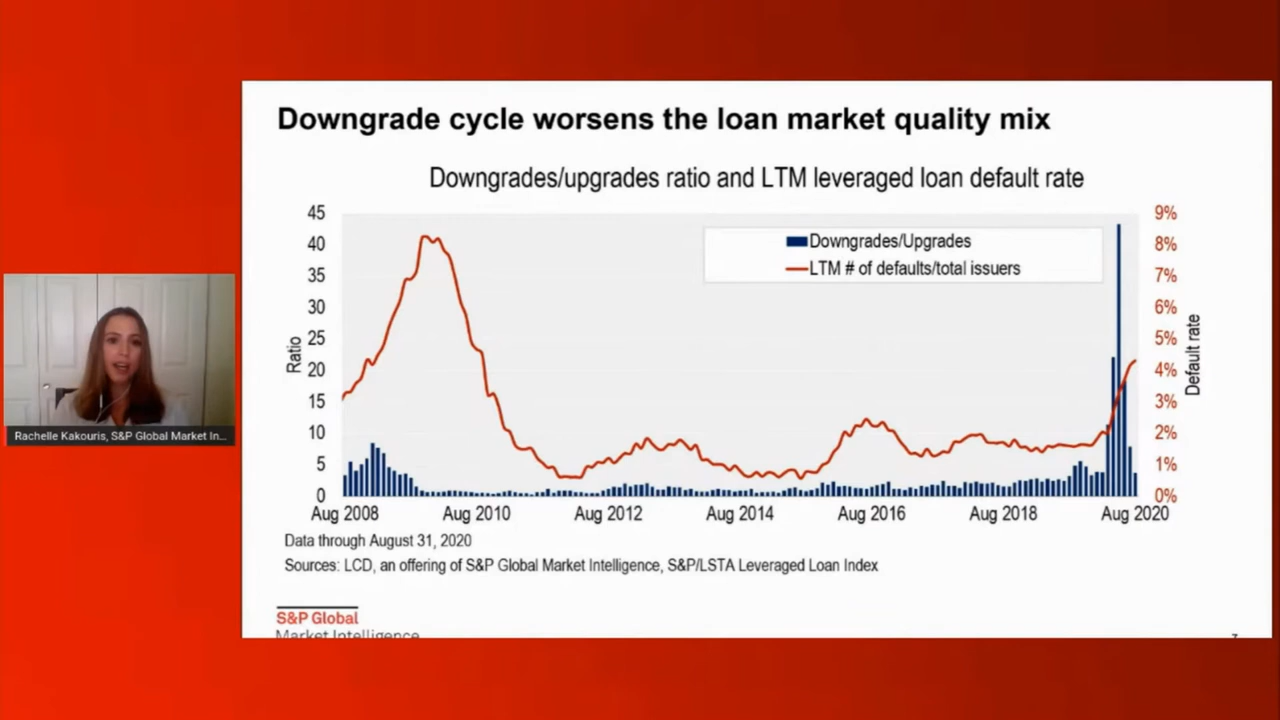 Downgrade cycle worsens the loan market quality mix
Downgrades/upgrades ratio and LTM leveraged loan default rate
45
40
35
30
25
20
15
10
5
0
Ratio
Downgrades/Upgrades
LTM # of defaults/total issuers
9%
8%
7%
6%
5%
4%
3%
2%
1%
0%
Default rate
Aug 2008 Aug 2010 Aug 2012 Aug 2014 Aug 2016 Aug 2018 Aug 2020
Data through August 31, 2020
Sources: LCD, an offering of S&P Global Market Intelligence, S&P/LSTA Leveraged Loan Index
S&P Global
Market Intelligence
Rachelle Kakouris, S&P Global Market In...